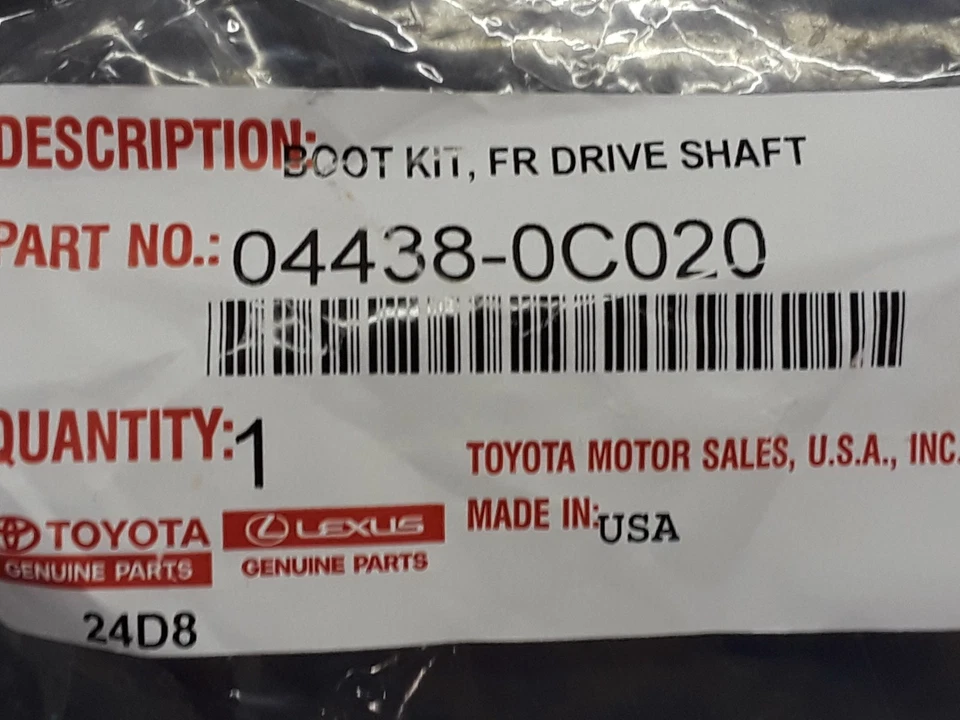 DESCRIPTION: BOOT KIT, FR DRIVE SHAFT
PART NO.: 04438-0C020
QUANTITY: 1
TOYOTA MOTOR SALES, U.S.A., INC.
MADE IN: USA
TOYOTA
GENUINE PARTS
LEXUS
GENUINE PARTS
24D8